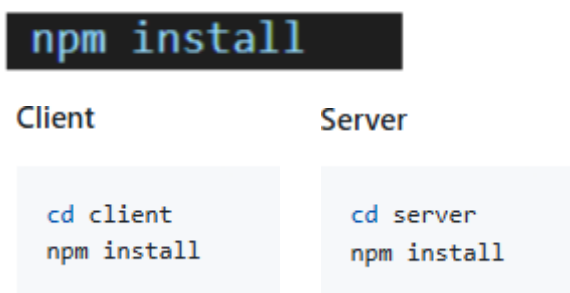 npm install
Client
cd client
npm install
Server
cd server
npm install